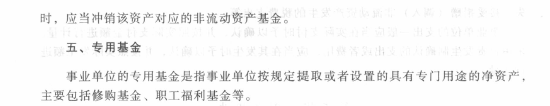 时，应当冲销该资产对应的非流动资产基金。
五、专用基金
事业单位的专用基金是指事业单位按规定提取或者设置的具有专门用途的净资产，
主要包括修购基金、职工福利基金等。